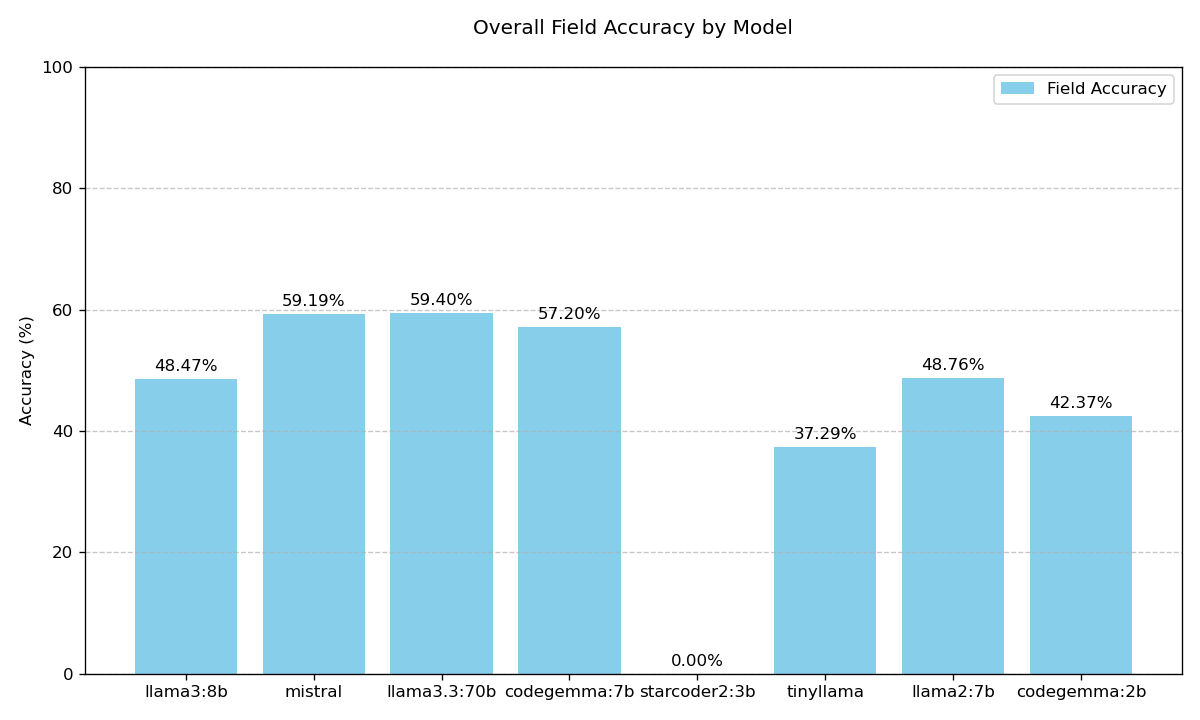 Overall Field Accuracy by Model
Field Accuracy
Accuracy (%)
100
80
60
40
20
0
48.47%
59.19%
59.40%
57.20%
0.00%
37.29%
48.76%
42.37%
llama3:8b
mistral
llama3.3:70b
codegemma:7b
starcoder2:3b
tinyllama
llama2:7b
codegemma:2b